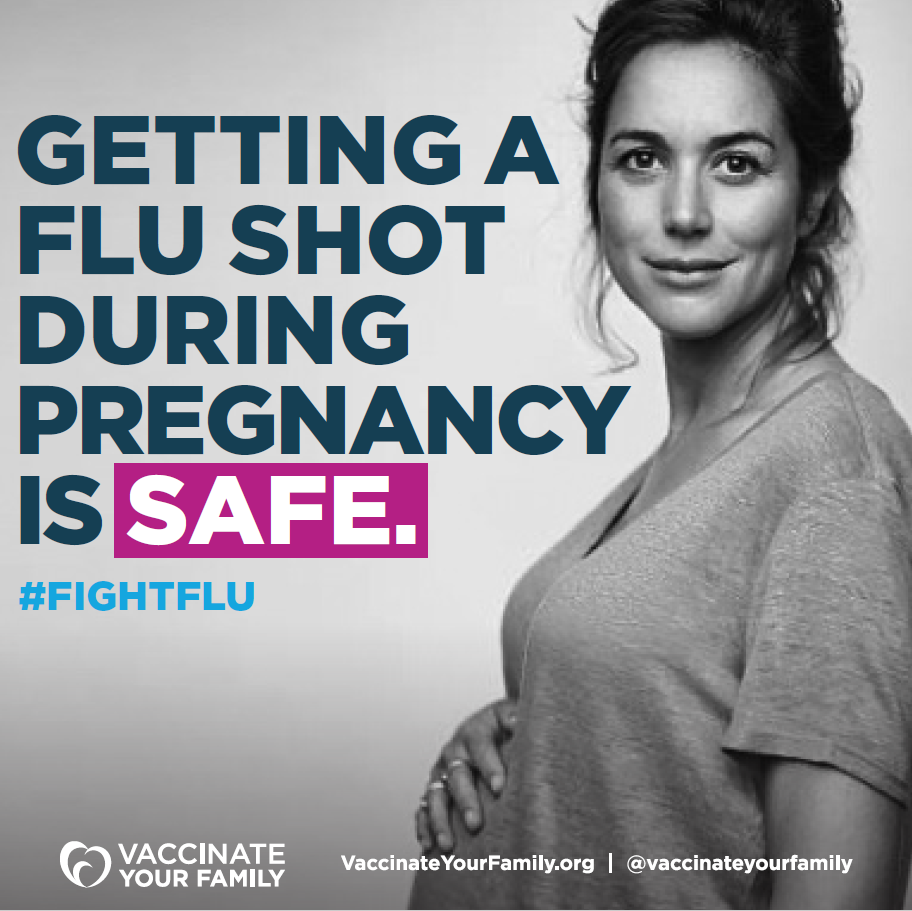 GETTING A
FLU SHOT
DURING
PREGNANCY
IS SAFE.
#FIGHTFLU
VACCINATE
YOUR FAMILY
VaccinateYourFamily.org | @vaccinateyourfamily